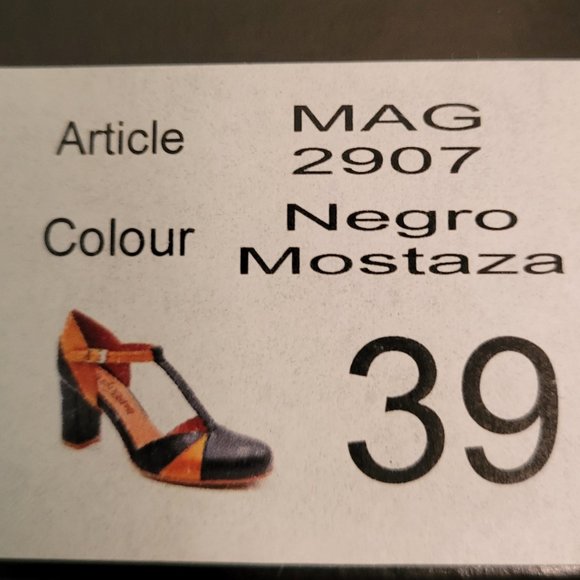 Article
MAG
2907
Colour
Negro
Mostaza
39